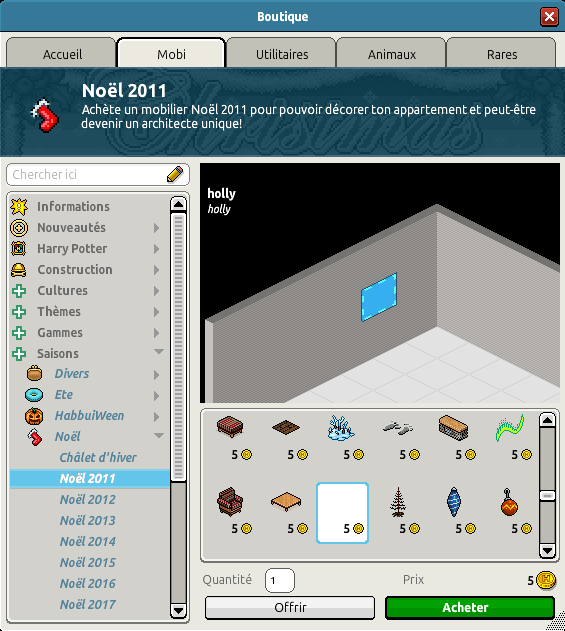 Boutique
Accueil
Mobi
Utilitaires
Animaux
Rares
Noël 2011
Achète un mobilier Noël 2011 pour pouvoir décorer ton appartement et peut-être
devenir un architecte unique!
Chercher ici
holly
holly
Informations
Nouveautés
Harry Potter
Construction
Cultures
Thèmes
Gammes
Saisons
Divers
Ete
HabbuiWeen
Noël
Châlet d'hiver
Noël 2011
Noël 2012
Noël 2013
Noël 2014
Noël 2015
Noël 2016
Noël 2017
5 5 5 5 5 5
5 5 5 5 5 5
Quantité 1 Prix 5
Offrir
Acheter